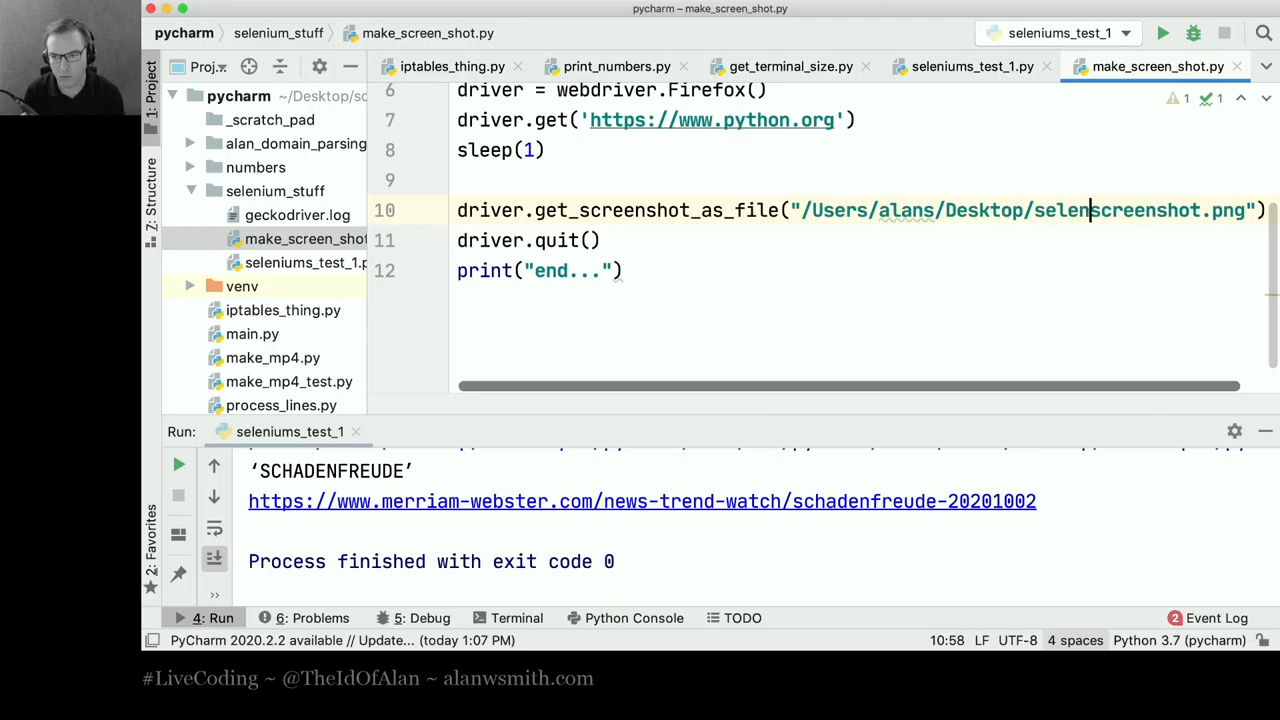 pycharm – make_screen_shot.py
pycharm selenium_stuff make_screen_shot.py seleniums_test_1
1: Project
Proj..
iptables_thing.py print_numbers.py get_terminal_size.py seleniums_test_1.py make_screen_shot.py
pycharm ~/Desktop/sc
_scratch_pad
alan_domain_parsing
numbers
selenium_stuff
geckodriver.log
make_screen_shot
seleniums_test_1.p
venv
iptables_thing.py
main.py
make_mp4.py
make_mp4_test.py
process_lines.py
Z: Structure
6 driver = webdriver.Firefox()
7 driver.get('https://www.python.org')
8 sleep(1)
9
10 driver.get_screenshot_as_file("/Users/alans/Desktop/selenscreenshot.png")
11 driver.quit()
12 print("end...")
1 1
Run: seleniums_test_1
‘SCHADENFREUDE’
https://www.merriam-webster.com/news-trend-watch/schadenfreude-20201002
Process finished with exit code 0
2: Favorites
4: Run 6: Problems 5: Debug Terminal Python Console TODO 2 Event Log
PyCharm 2020.2.2 available // Update... (today 1:07 PM) 10:58 LF UTF-8 4 spaces Python 3.7 (pycharm)
#LiveCoding ~ @TheIdOfAlan ~ alanwsmith.com